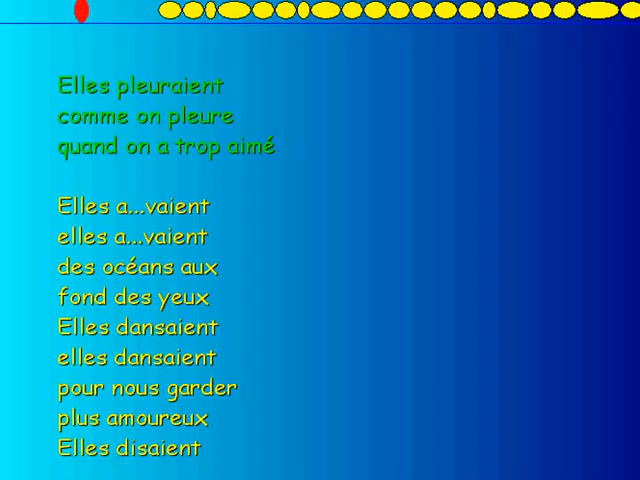 Elles pleuraient
comme on pleure
quand on a trop aimé
Elles a...vaient
elles a...vaient
des océans aux
fond des yeux
Elles dansaient
elles dansaient
pour nous garder
plus amoureux
Elles disaient